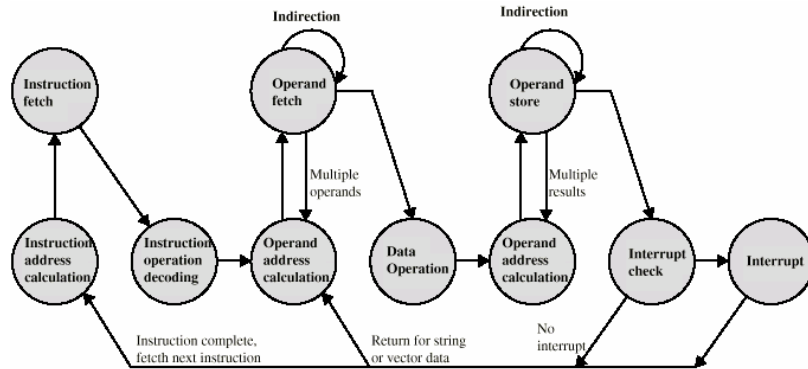 Indirection
Indirection
Instruction
fetch
Operand
fetch
Operand
store
Multiple
operands
Multiple
results
Instruction
address
calculation
Instruction
operation
decoding
Operand
address
calculation
Data
Operation
Operand
address
calculation
Interrupt
check
Interrupt
Instruction complete,
fetcth next instruction
Return for string
or vector data
No
interrupt